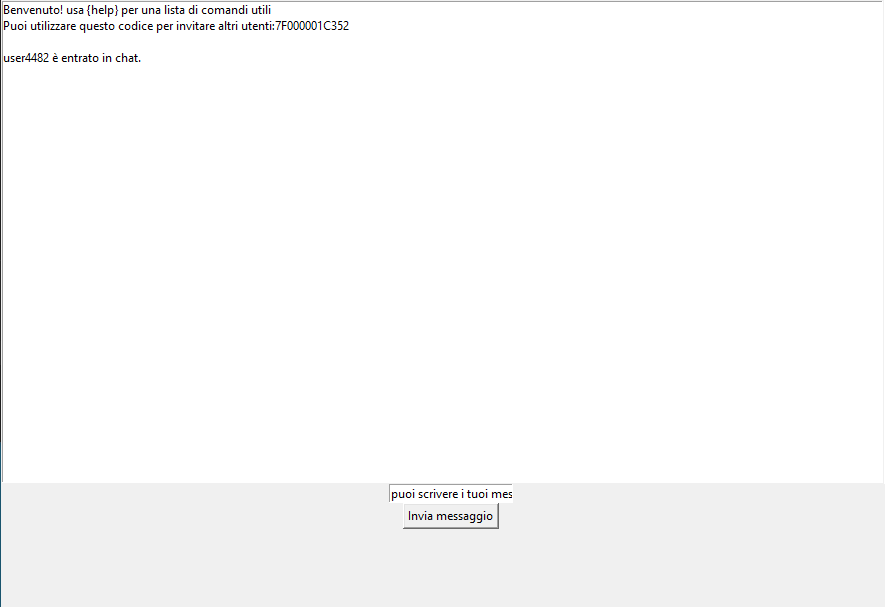 Benvenuto! usa {help} per una lista di comandi utili
Puoi utilizzare questo codice per invitare altri utenti:7F000001C352
user4482 è entrato in chat.
puoi scrivere i tuoi mes
Invia messaggio